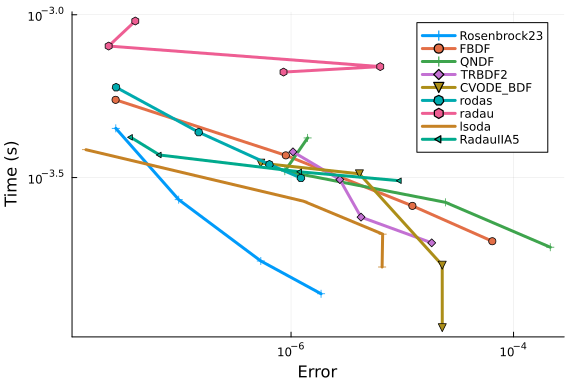 10⁻³·⁰
Rosenbrock23
FBDF
QNDF
TRBDF2
CVODE_BDF
rodas
radau
lsoda
RadauIIA5
Time (s)
10⁻³·⁵
10⁻⁶
10⁻⁴
Error